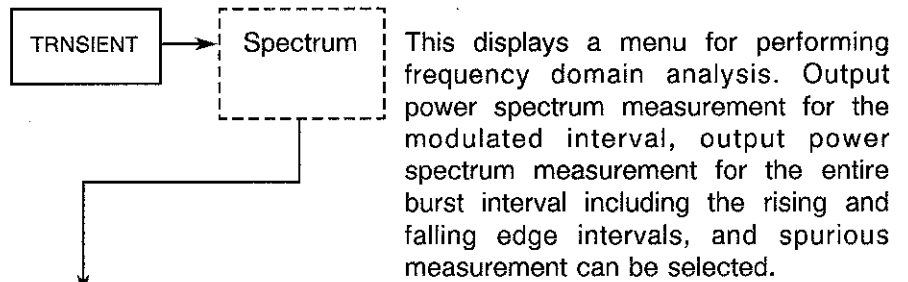 TRNSIENT
Spectrum
This displays a menu for performing
frequency domain analysis. Output
power spectrum measurement for the
modulated interval, output power
spectrum measurement for the entire
burst interval including the rising and
falling edge intervals, and spurious
measurement can be selected.